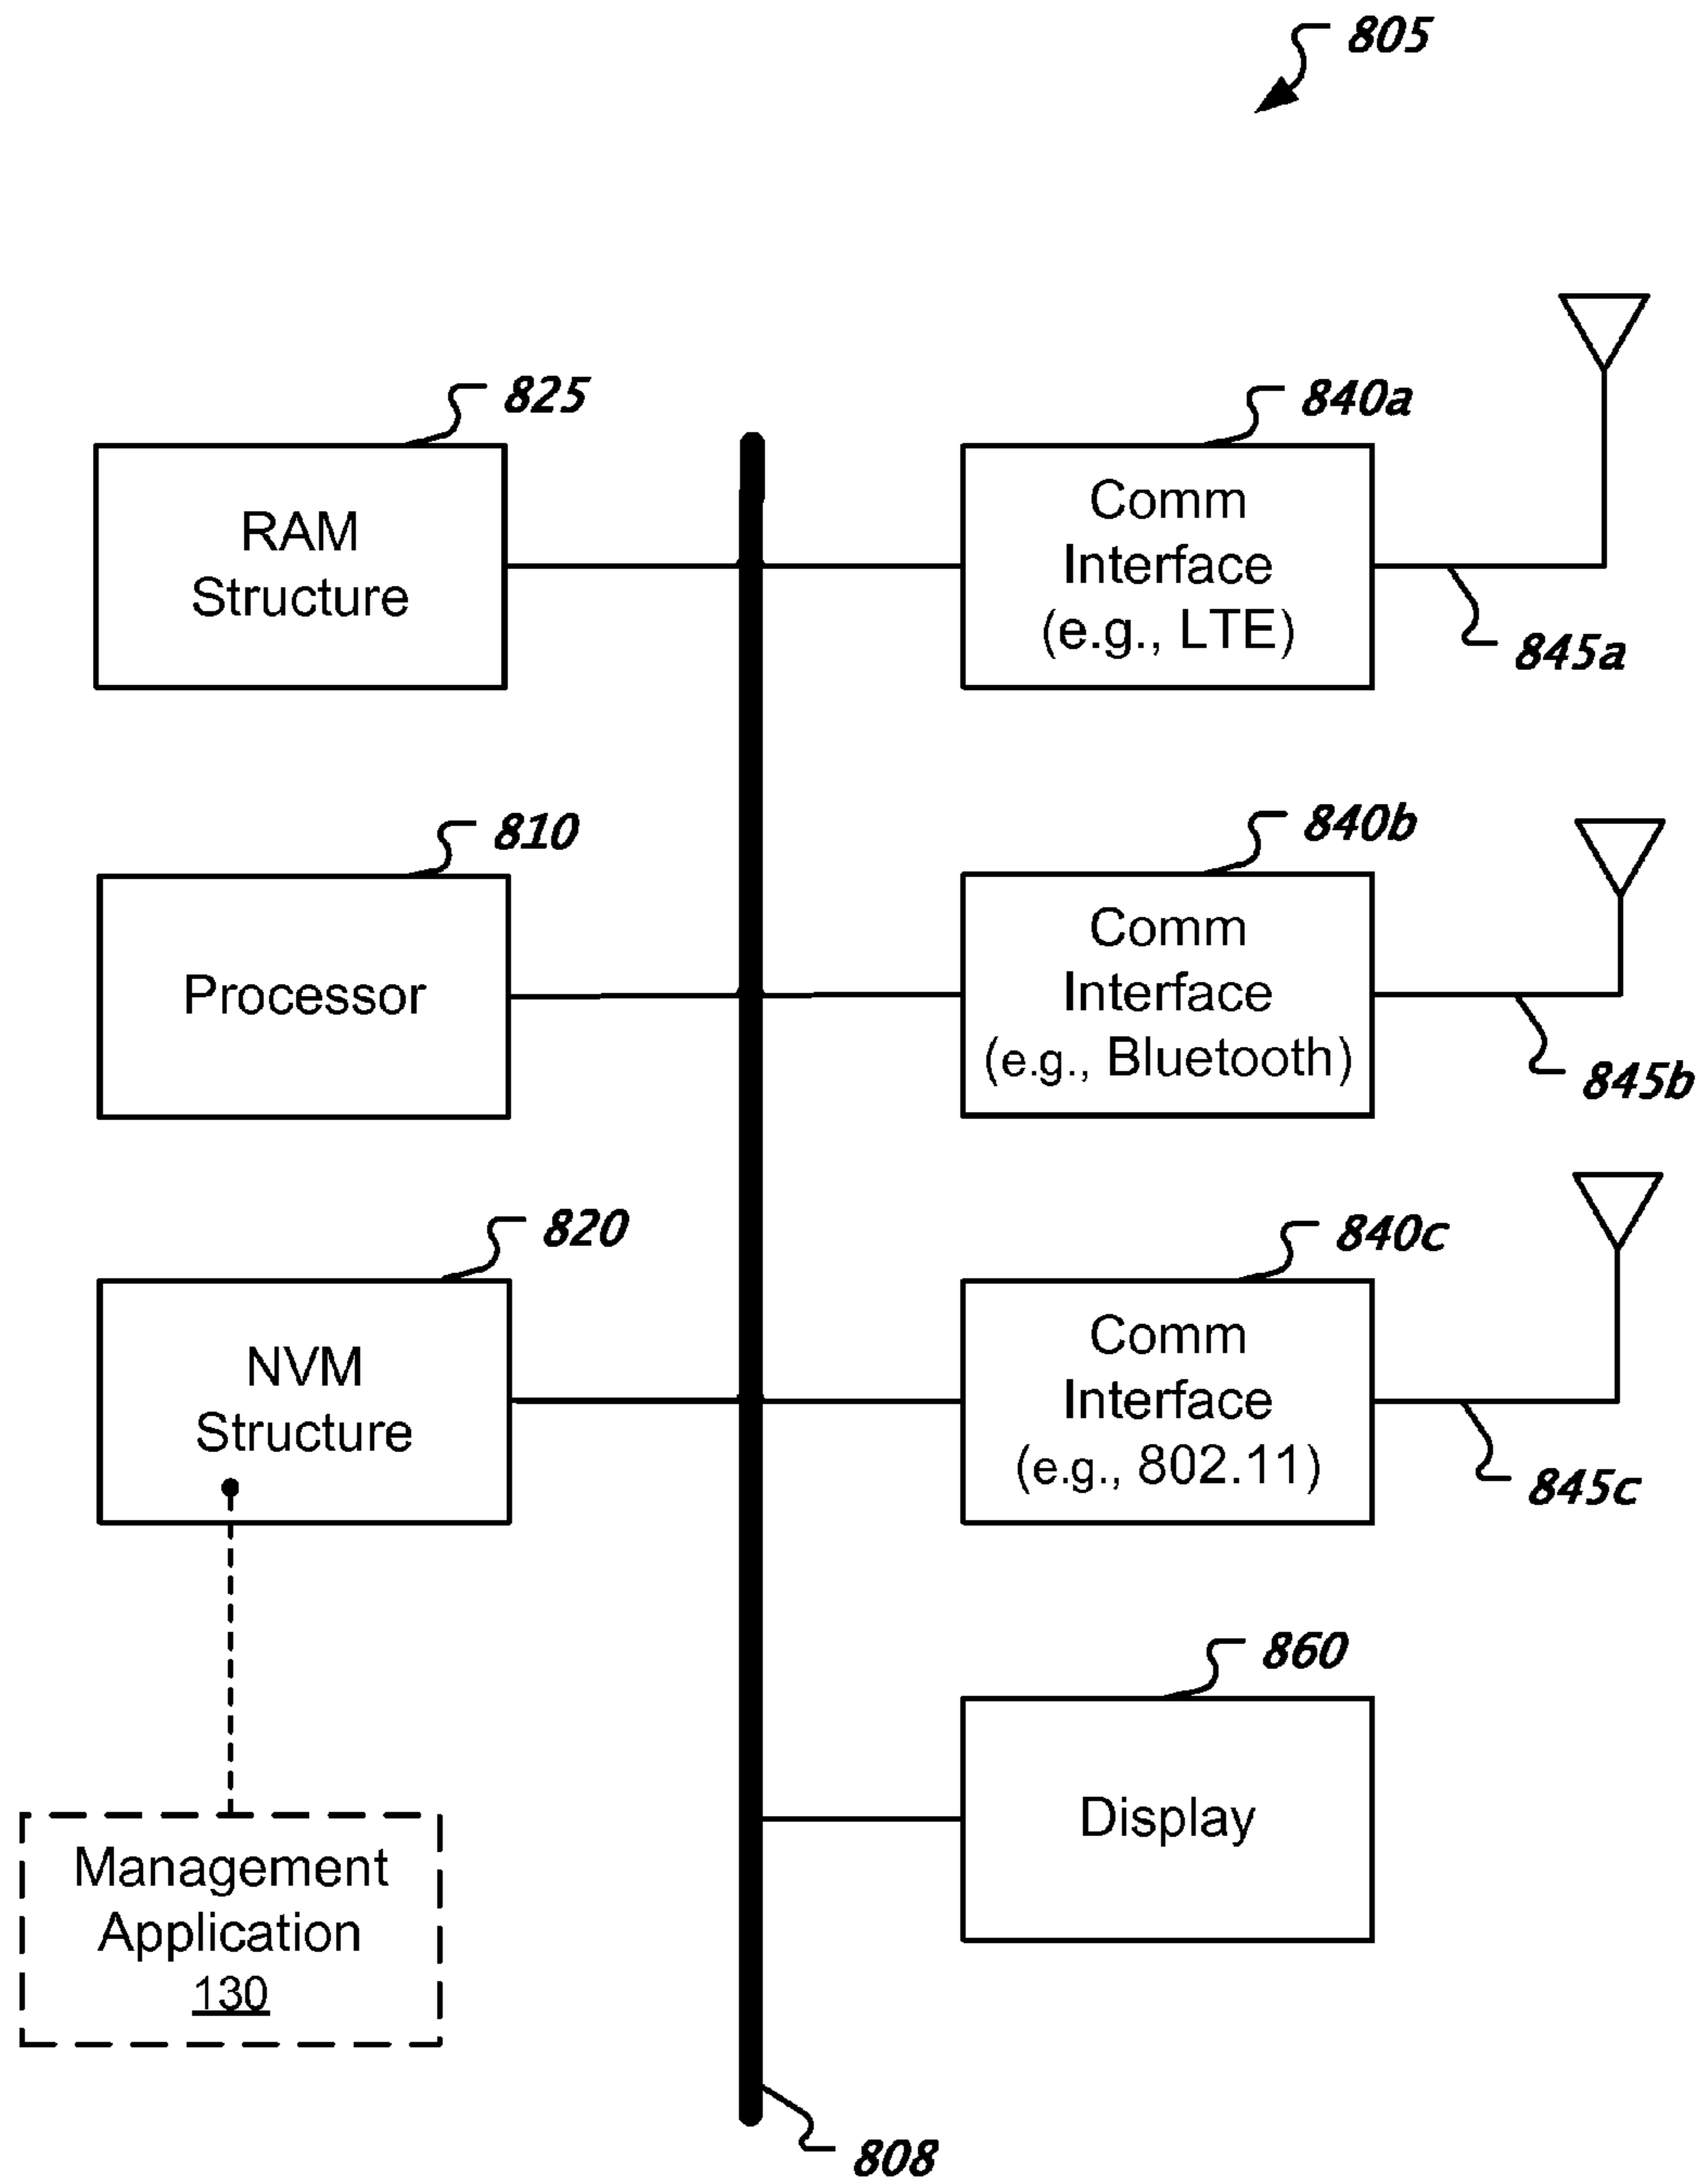 805
825
RAM
Structure
840a
Comm
Interface
(e.g., LTE)
845a
810
Processor
840b
Comm
Interface
(e.g., Bluetooth)
845b
820
NVM
Structure
840c
Comm
Interface
(e.g., 802.11)
845c
860
Display
Management
Application
130
808